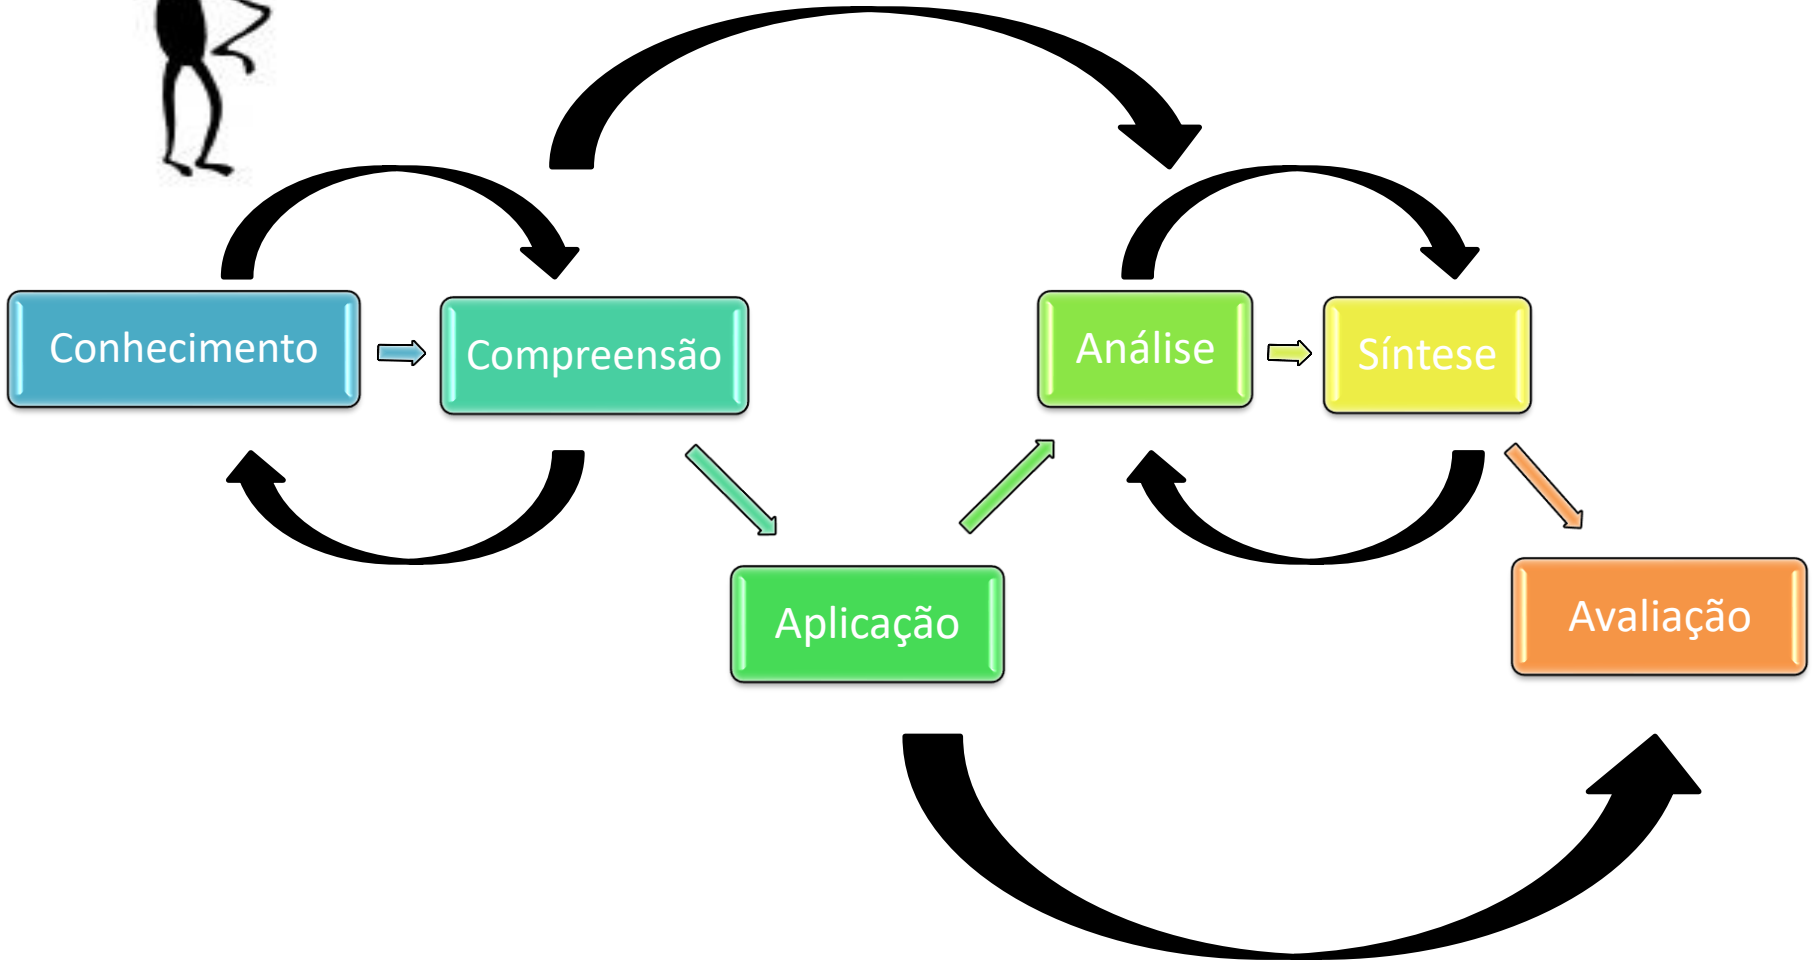 Conhecimento
Compreensão
Análise
Síntese
Aplicação
Avaliação